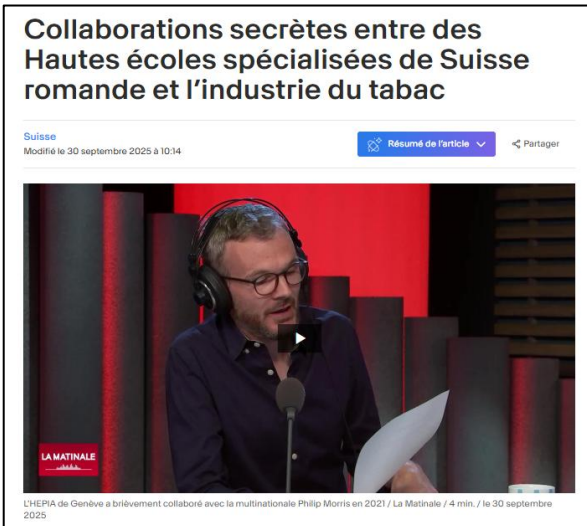 Collaborations secrètes entre des
Hautes écoles spécialisées de Suisse
romande et l'industrie du tabac
Suisse
Modifié le 30 septembre 2025 à 10:14
Résumé de l'article
Partager
LA MATINALE
L'HEPIA de Genève a brièvement collaboré avec la multinationale Philip Morris en 2021 / La Matinale / 4 min. / le 30 septembre
2025